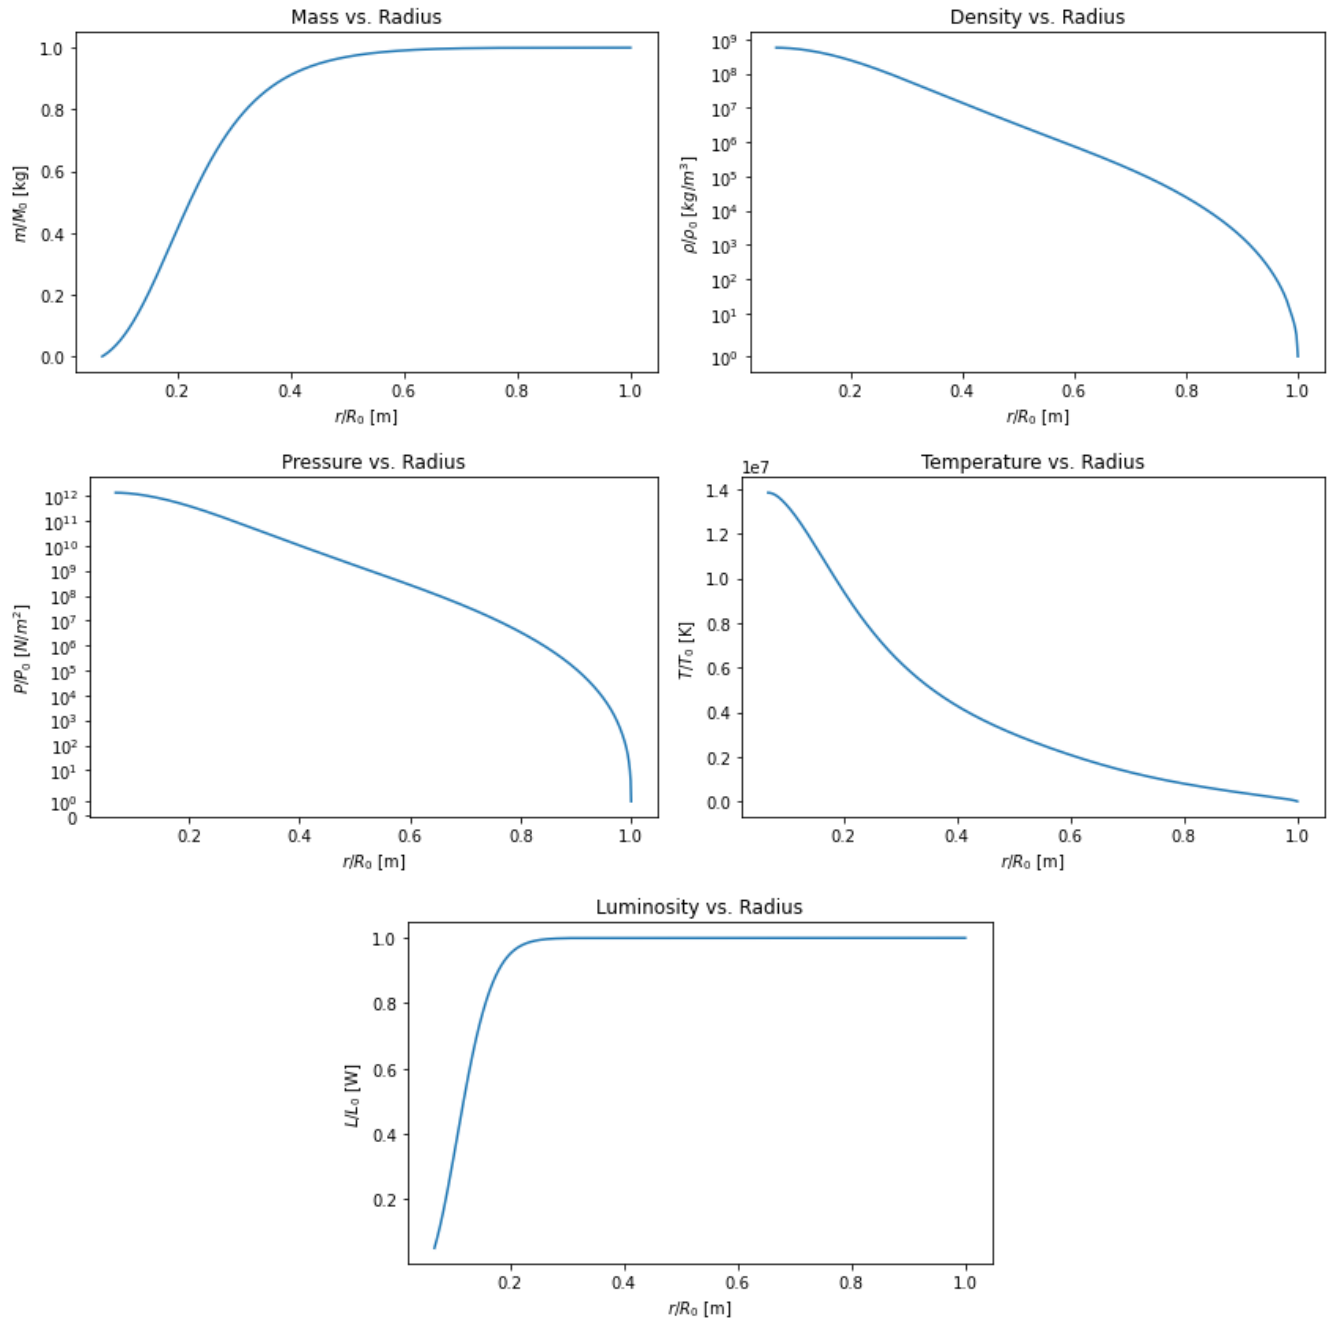 Mass vs. Radius
1.0
0.8
0.6
0.4
0.2
0.0
m/M₀ [kg]
0.2 0.4 0.6 0.8 1.0
r/R₀ [m]
Density vs. Radius
10⁹
10⁸
10⁷
10⁶
10⁵
10⁴
10³
10²
10¹
10⁰
ρ/ρ₀ [kg/m³]
0.2 0.4 0.6 0.8 1.0
r/R₀ [m]
Pressure vs. Radius
10¹²
10¹¹
10¹⁰
10⁹
10⁸
10⁷
10⁶
10⁵
10⁴
10³
10²
10¹
10⁰
0
P/P₀ [N/m²]
0.2 0.4 0.6 0.8 1.0
r/R₀ [m]
Temperature vs. Radius
1e7
1.4
1.2
1.0
0.8
0.6
0.4
0.2
0.0
T/T₀ [K]
0.2 0.4 0.6 0.8 1.0
r/R₀ [m]
Luminosity vs. Radius
1.0
0.8
0.6
0.4
0.2
L/L₀ [W]
0.2 0.4 0.6 0.8 1.0
r/R₀ [m]